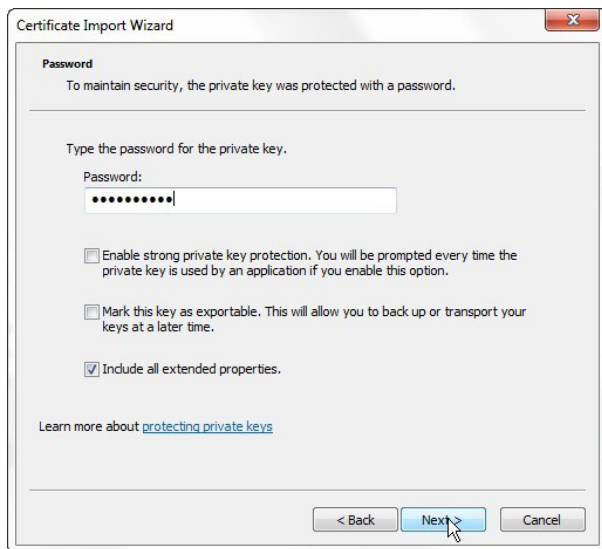 Certificate Import Wizard
Password
To maintain security, the private key was protected with a password.
Type the password for the private key.
Password:
••••••••••
Enable strong private key protection. You will be prompted every time the
private key is used by an application if you enable this option.
Mark this key as exportable. This will allow you to back up or transport your
keys at a later time.
Include all extended properties.
Learn more about protecting private keys
< Back Next > Cancel